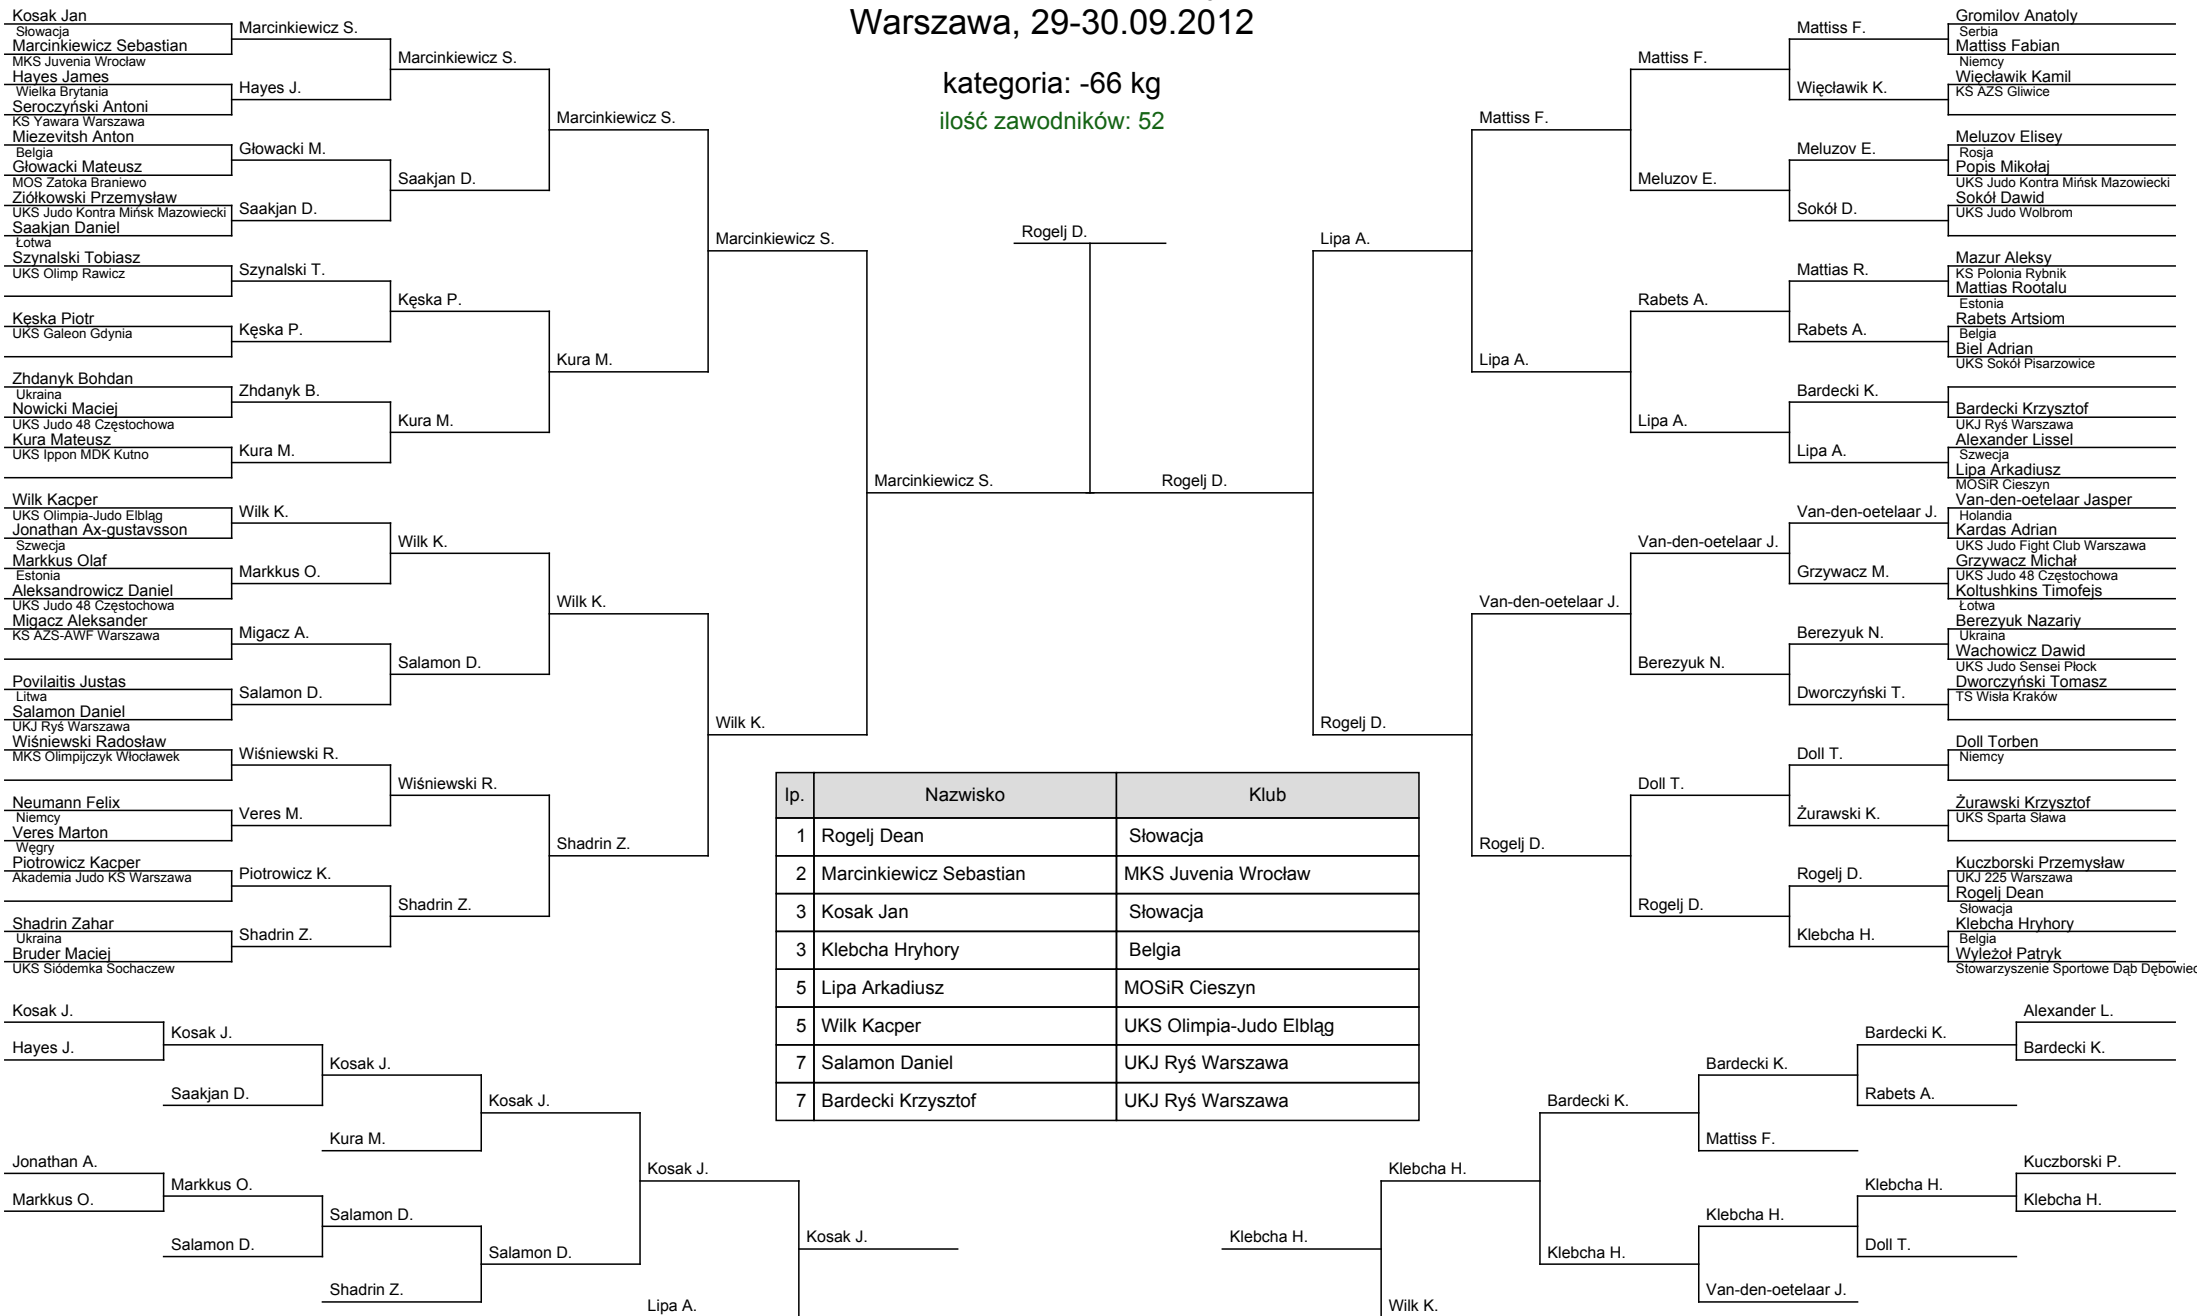 Warszawa, 29-30.09.2012
kategoria: -66 kg
ilość zawodników: 52
Kosak Jan
Słowacja
Marcinkiewicz Sebastian
MKS Juvenia Wrocław
Hayes James
Wielka Brytania
Seroczyński Antoni
KS Yawara Warszawa
Miezevitsh Anton
Belgia
Głowacki Mateusz
MOS Zatoka Braniewo
Ziółkowski Przemysław
UKS Judo Kontra Mińsk Mazowiecki
Saakjan Daniel
Łotwa
Szynalski Tobiasz
UKS Olimp Rawicz
Kęska Piotr
UKS Galeon Gdynia
Zhdanyk Bohdan
Ukraina
Nowicki Maciej
UKS Judo 48 Częstochowa
Kura Mateusz
UKS Ippon MDK Kutno
Wilk Kacper
UKS Olimpia-Judo Elbląg
Jonathan Ax-gustavsson
Szwecja
Markkus Olaf
Estonia
Aleksandrowicz Daniel
UKS Judo 48 Częstochowa
Migacz Aleksander
KS AZS-AWF Warszawa
Povilaitis Justas
Litwa
Salamon Daniel
UKJ Ryś Warszawa
Wiśniewski Radosław
MKS Olimpijczyk Włocławek
Neumann Felix
Niemcy
Veres Marton
Węgry
Piotrowicz Kacper
Akademia Judo KS Warszawa
Shadrin Zahar
Ukraina
Bruder Maciej
UKS Siódemka Sochaczew
Marcinkiewicz S.
Hayes J.
Głowacki M.
Saakjan D.
Szynalski T.
Kęska P.
Zhdanyk B.
Kura M.
Wilk K.
Markkus O.
Migacz A.
Salamon D.
Wiśniewski R.
Veres M.
Piotrowicz K.
Shadrin Z.
Marcinkiewicz S.
Saakjan D.
Kęska P.
Kura M.
Wilk K.
Salamon D.
Wiśniewski R.
Shadrin Z.
Marcinkiewicz S.
Kura M.
Wilk K.
Shadrin Z.
Marcinkiewicz S.
Wilk K.
Marcinkiewicz S.
Rogelj D.
Rogelj D.
Lipa A.
Rogelj D.
Mattiss F.
Lipa A.
Van-den-oetelaar J.
Rogelj D.
Mattiss F.
Meluzov E.
Rabets A.
Lipa A.
Van-den-oetelaar J.
Berezyuk N.
Doll T.
Rogelj D.
Mattiss F.
Więcławik K.
Meluzov E.
Sokół D.
Mattias R.
Rabets A.
Bardecki K.
Lipa A.
Van-den-oetelaar J.
Grzywacz M.
Berezyuk N.
Dworczyński T.
Doll T.
Żurawski K.
Rogelj D.
Klebcha H.
Gromilov Anatoly
Serbia
Mattiss Fabian
Niemcy
Więcławik Kamil
KS AZS Gliwice
Meluzov Elisey
Rosja
Popis Mikołaj
UKS Judo Kontra Mińsk Mazowiecki
Sokół Dawid
UKS Judo Wolbrom
Mazur Aleksy
KS Polonia Rybnik
Mattias Rootalu
Estonia
Rabets Artsiom
Belgia
Biel Adrian
UKS Sokół Pisarzowice
Bardecki Krzysztof
UKJ Ryś Warszawa
Alexander Lissel
Szwecja
Lipa Arkadiusz
MOSiR Cieszyn
Van-den-oetelaar Jasper
Holandia
Kardas Adrian
UKS Judo Fight Club Warszawa
Grzywacz Michał
UKS Judo 48 Częstochowa
Koltushkins Timofejs
Łotwa
Berezyuk Nazariy
Ukraina
Wachowicz Dawid
UKS Judo Sensei Płock
Dworczyński Tomasz
TS Wisła Kraków
Doll Torben
Niemcy
Żurawski Krzysztof
UKS Sparta Sława
Kuczborski Przemysław
UKJ 225 Warszawa
Rogelj Dean
Słowacja
Klebcha Hryhory
Belgia
Wyleżoł Patryk
Stowarzyszenie Sportowe Dąb Dębowiec
lp. Nazwisko Klub
1 Rogelj Dean Słowacja
2 Marcinkiewicz Sebastian MKS Juvenia Wrocław
3 Kosak Jan Słowacja
3 Klebcha Hryhory Belgia
5 Lipa Arkadiusz MOSiR Cieszyn
5 Wilk Kacper UKS Olimpia-Judo Elbląg
7 Salamon Daniel UKJ Ryś Warszawa
7 Bardecki Krzysztof UKJ Ryś Warszawa
Kosak J.
Hayes J.
Jonathan A.
Markkus O.
Kosak J.
Saakjan D.
Markkus O.
Salamon D.
Kosak J.
Kura M.
Salamon D.
Shadrin Z.
Kosak J.
Salamon D.
Kosak J.
Lipa A.
Kosak J.
Klebcha H.
Klebcha H.
Wilk K.
Bardecki K.
Klebcha H.
Bardecki K.
Mattiss F.
Klebcha H.
Van-den-oetelaar J.
Bardecki K.
Rabets A.
Klebcha H.
Doll T.
Alexander L.
Bardecki K.
Kuczborski P.
Klebcha H.